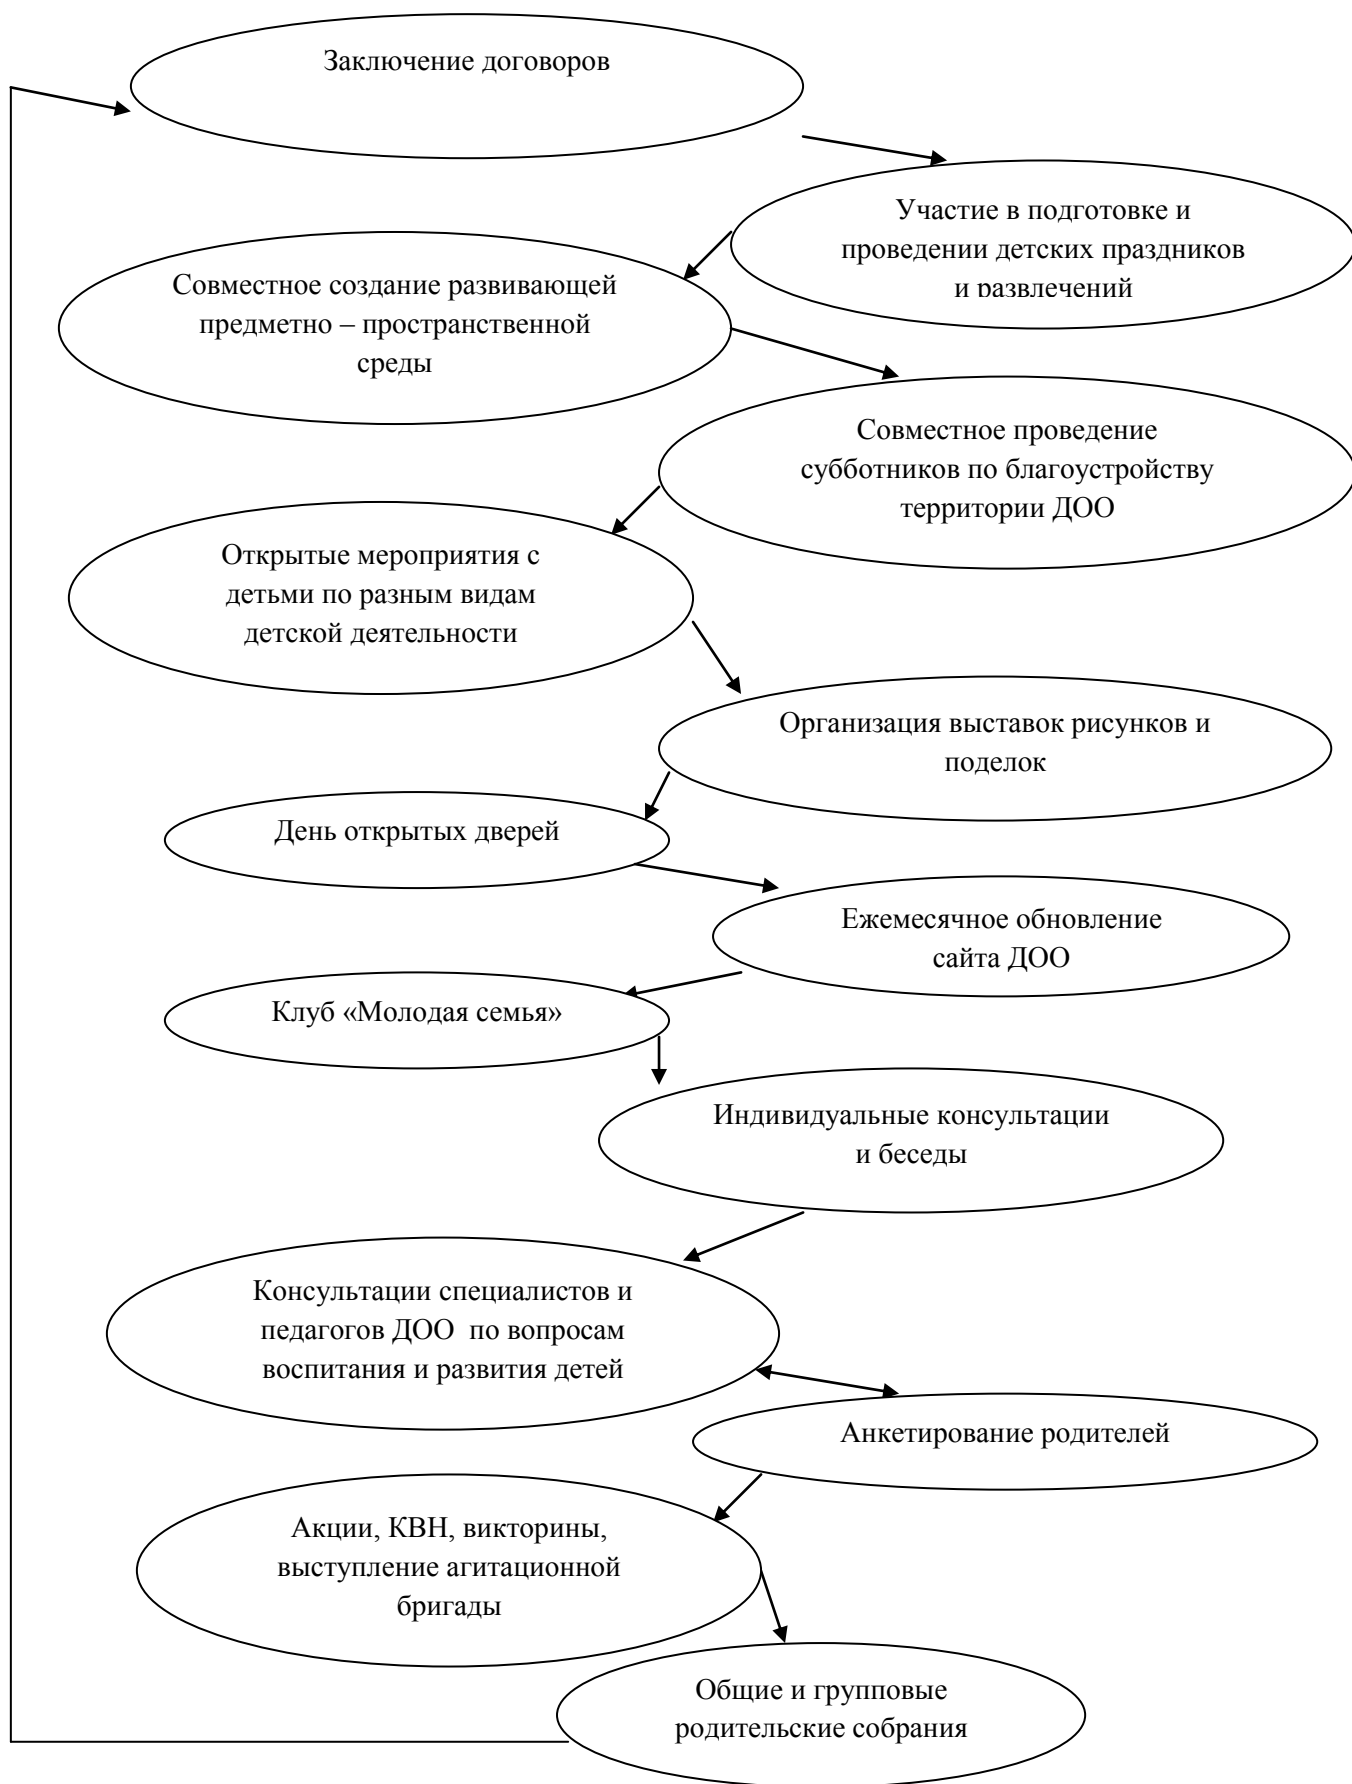 Заключение договоров
Участие в подготовке и
проведении детских праздников
и развлечений
Совместное создание развивающей
предметно – пространственной
среды
Совместное проведение
субботников по благоустройству
территории ДОО
Открытые мероприятия с
детьми по разным видам
детской деятельности
Организация выставок рисунков и
поделок
День открытых дверей
Ежемесячное обновление
сайта ДОО
Клуб «Молодая семья»
Индивидуальные консультации
и беседы
Консультации специалистов и
педагогов ДОО  по вопросам
воспитания и развития детей
Анкетирование родителей
Акции, КВН, викторины,
выступление агитационной
бригады
Общие и групповые
родительские собрания